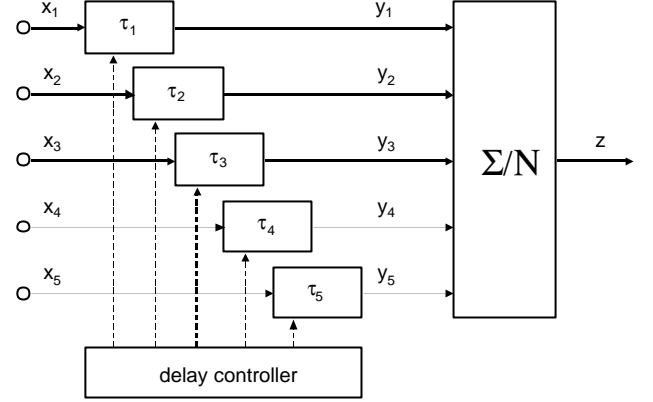 x1 τ1 y1
x2 τ2 y2
x3 τ3 y3
Σ/N z
x4 τ4 y4
x5 τ5 y5
delay controller